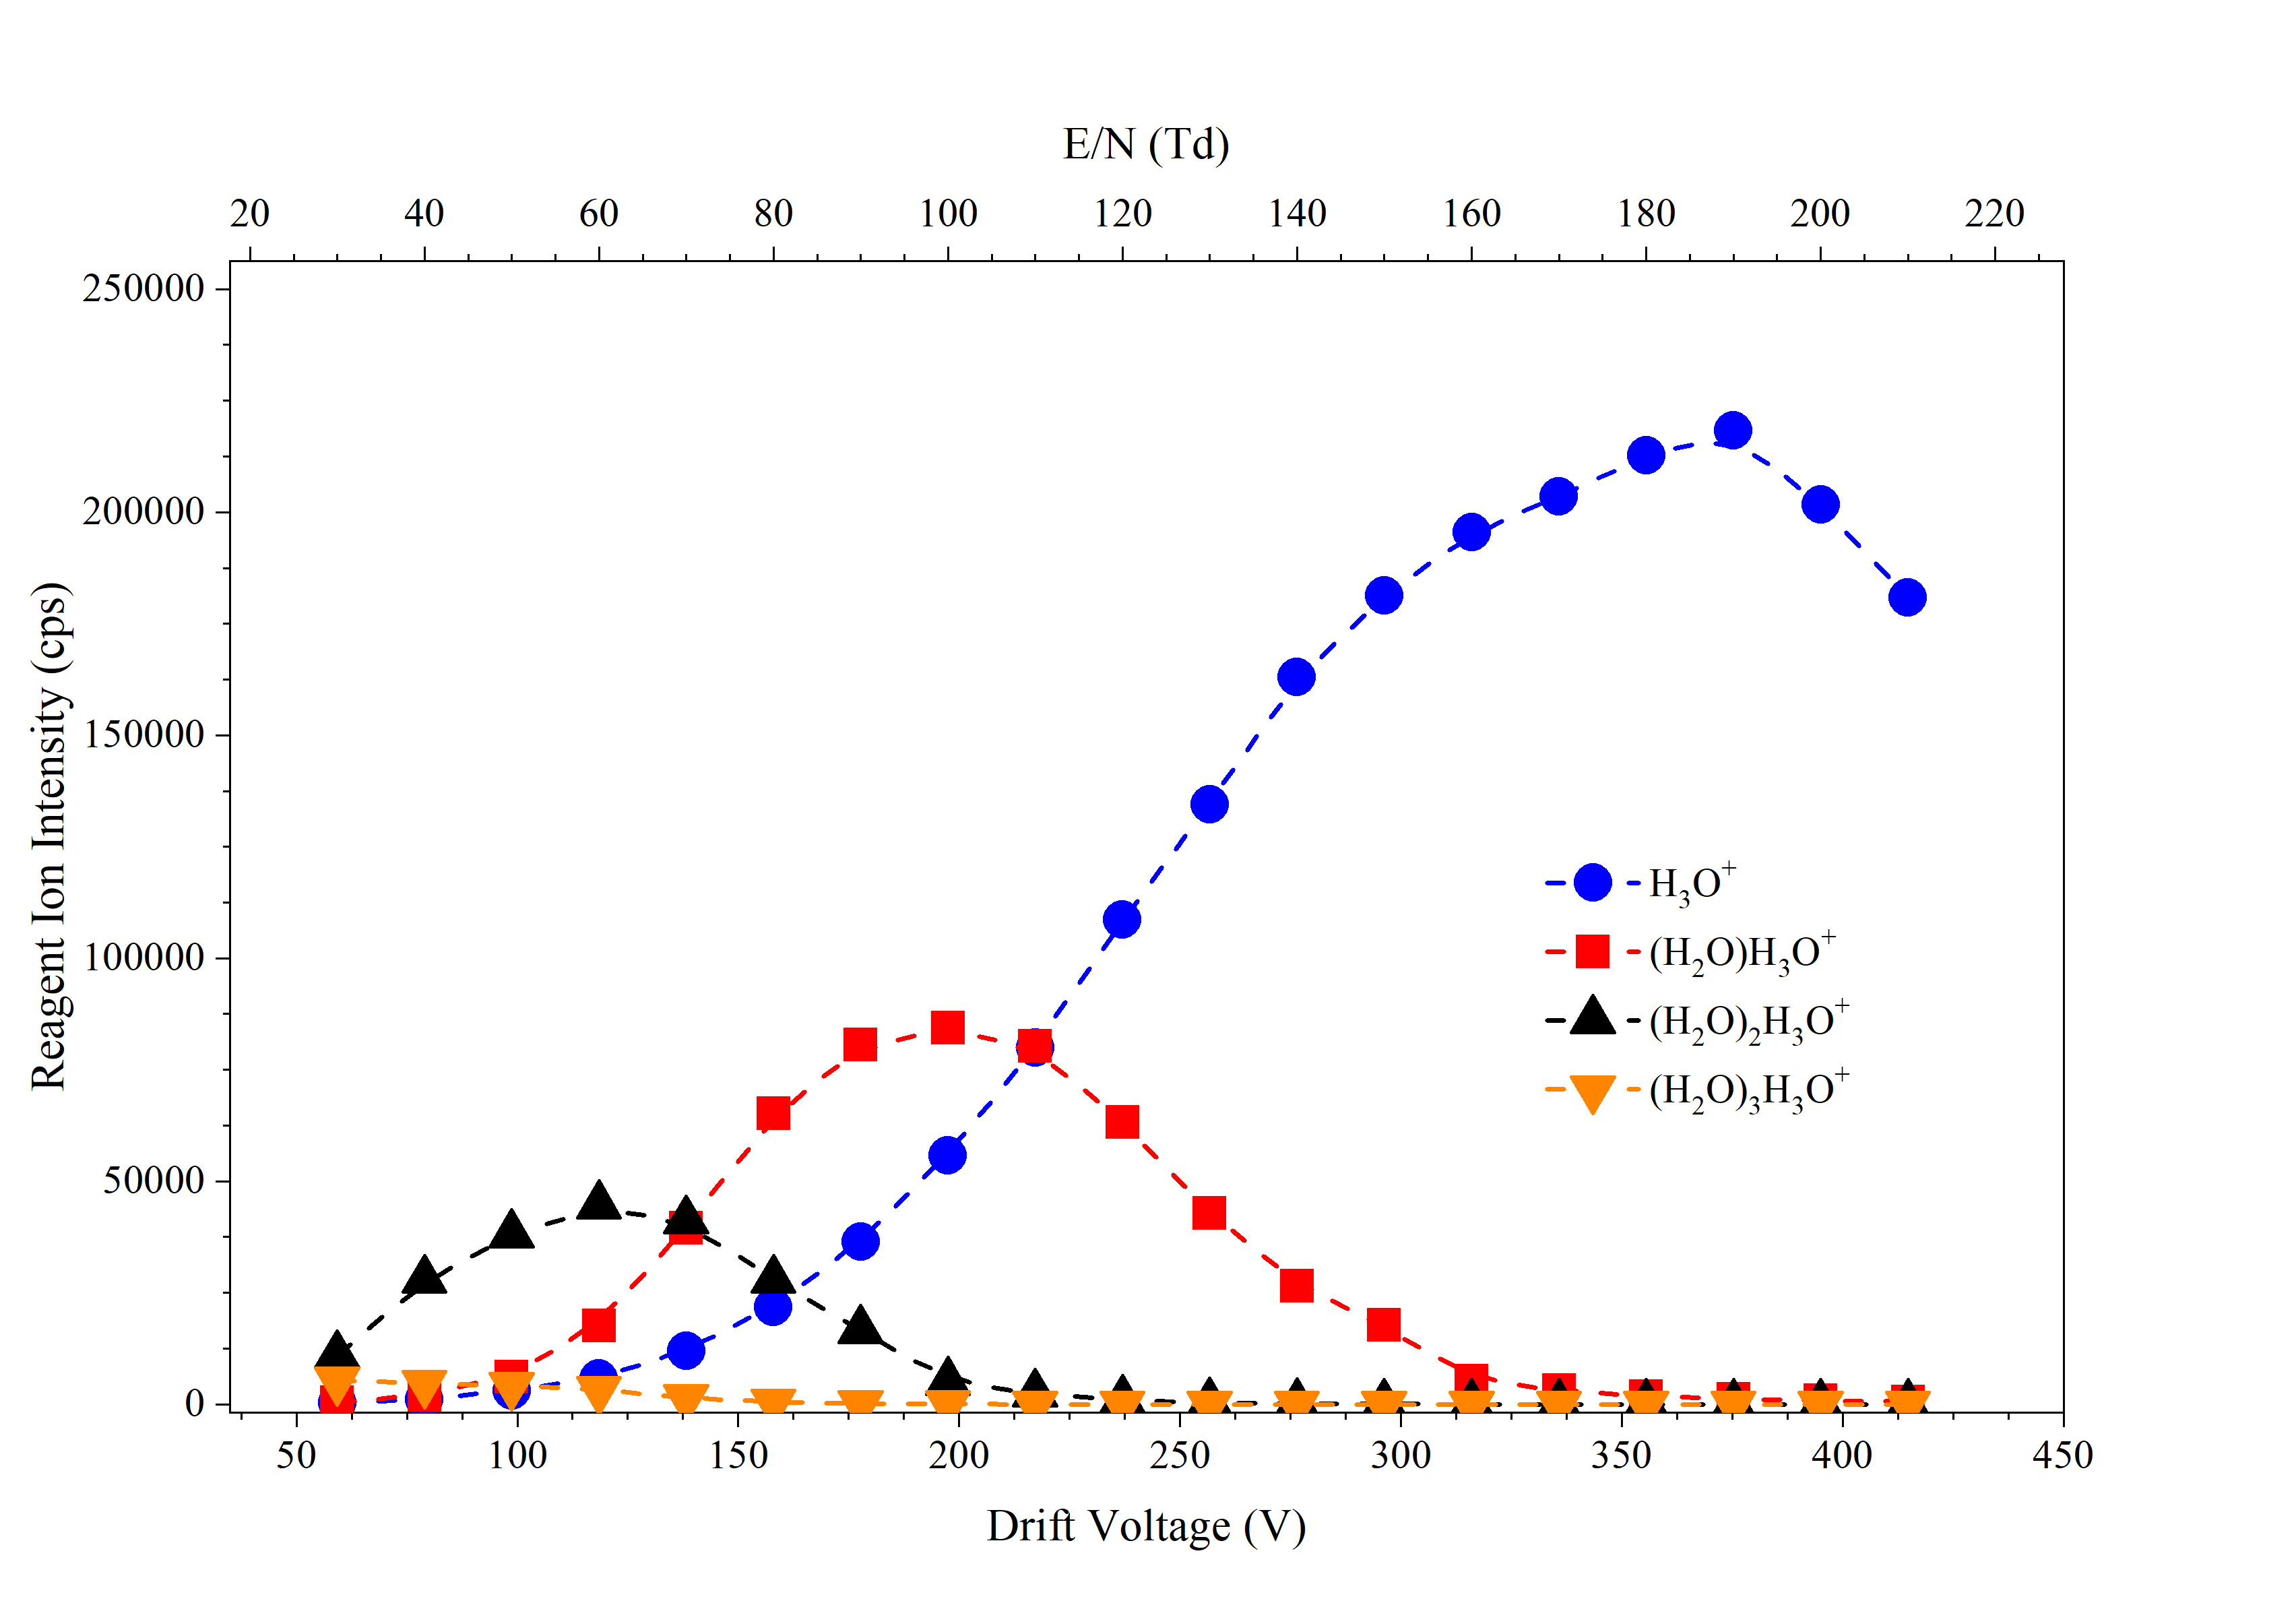 E/N (Td)
20 40 60 80 100 120 140 160 180 200 220
250000
200000
150000
100000
50000
0
Reagent Ion Intensity (cps)
H₃O⁺
(H₂O)H₃O⁺
(H₂O)₂H₃O⁺
(H₂O)₃H₃O⁺
50 100 150 200 250 300 350 400 450
Drift Voltage (V)